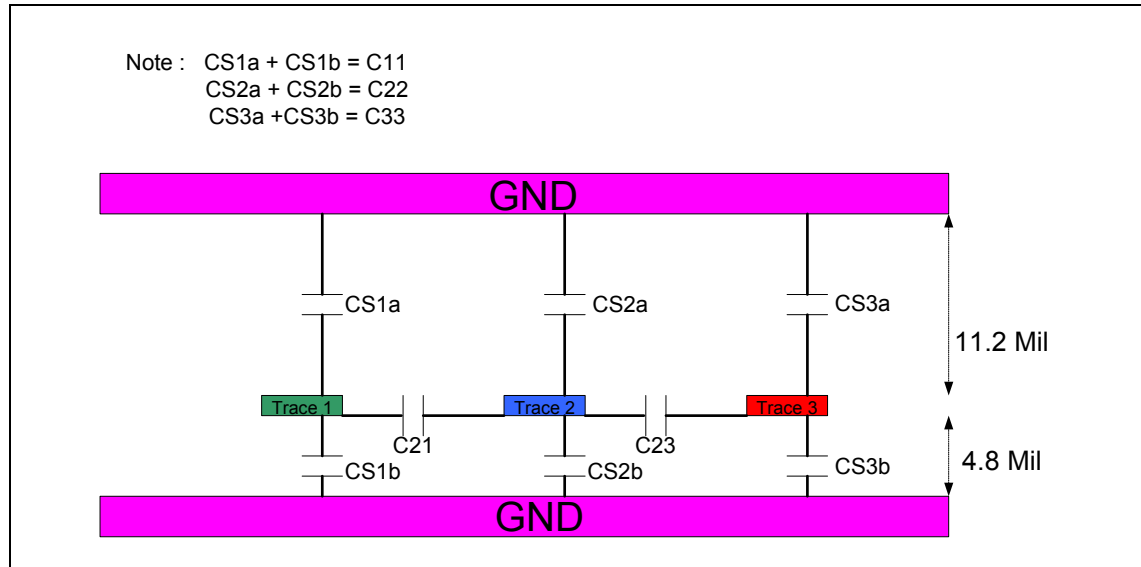 Note : CS1a + CS1b = C11
CS2a + CS2b = C22
CS3a +CS3b = C33
GND
CS1a
CS2a
CS3a
11.2 Mil
Trace 1
Trace 2
Trace 3
C21
C23
CS1b
CS2b
CS3b
4.8 Mil
GND